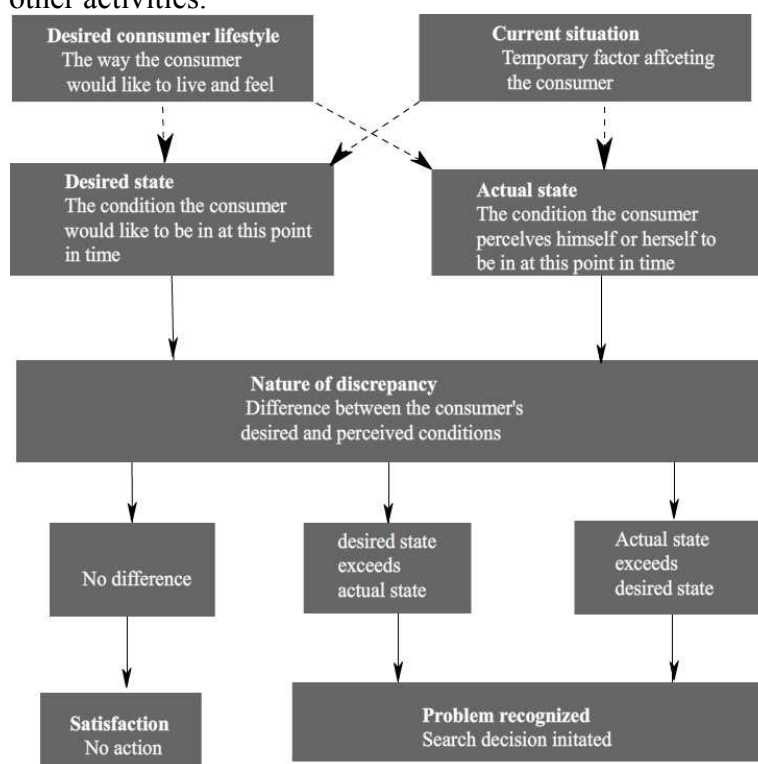 other activities.
Desired connsumer lifestyle
The way the consumer
would like to live and feel
Current situation
Temporary factor affceting
the consumer
Desired state
The condition the consumer
would like to be in at this point
in time
Actual state
The condition the consumer
percelves himself or herself to
be in at this point in time
Nature of discrepancy
Difference between the consumer's
desired and perceived conditions
No difference
desired state
exceeds
actual state
Actual state
exceeds
desired state
Satisfaction
No action
Problem recognized
Search decision initated